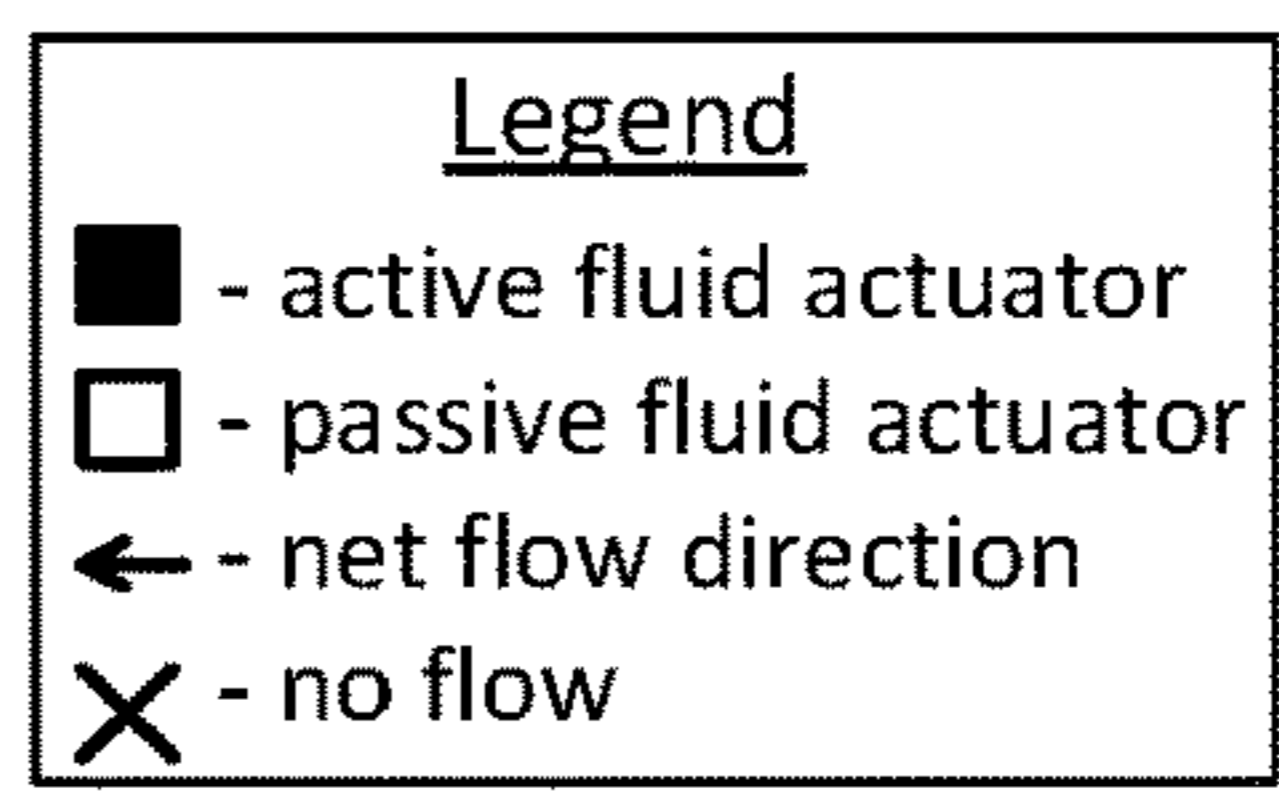 Legend
- active fluid actuator
- passive fluid actuator
- net flow direction
- no flow